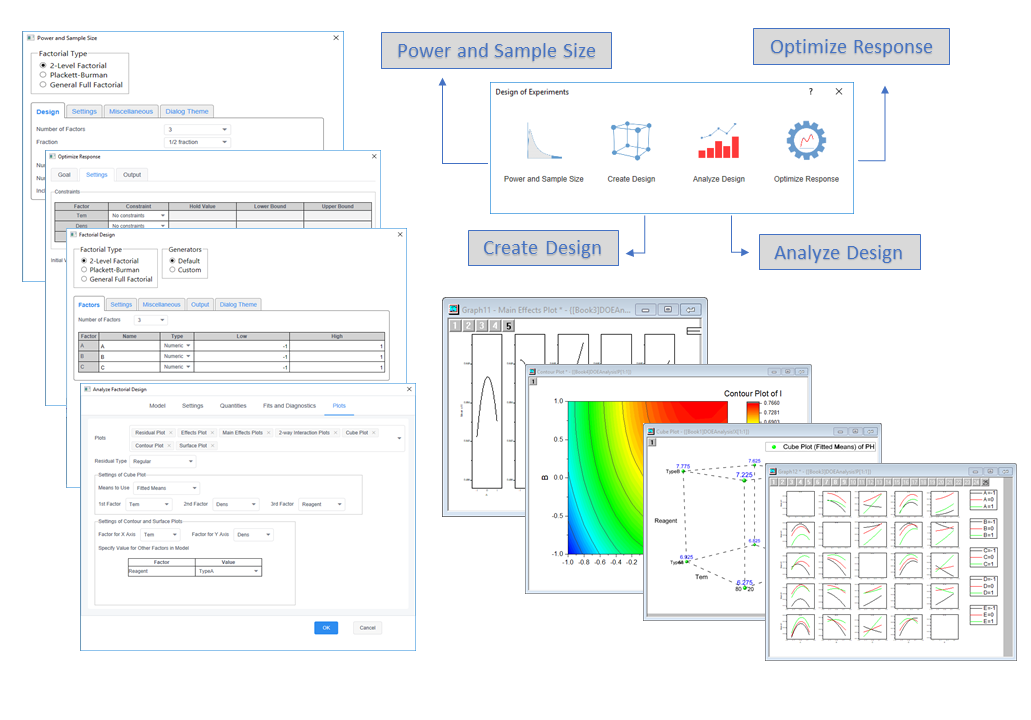 Power and Sample Size
Factorial Type
2-Level Factorial
Plackett-Burman
General Full Factorial
Design Settings Miscellaneous Dialog Theme
Number of Factors 3
Fraction 1/2 fraction
Optimize Response
Goal Settings Output
Constraints
Factor Constraint Hold Value Lower Bound Upper Bound
Tem No constraints
Dens No constraints
Factorial Design
Factorial Type Generators
2-Level Factorial Default
Plackett-Burman Custom
General Full Factorial
Factors Settings Miscellaneous Output Dialog Theme
Number of Factors 3
Factor Name Type Low High
A A Numeric -1 1
B B Numeric -1 1
C C Numeric -1 1
Analyze Factorial Design
Model Settings Quantities Fits and Diagnostics Plots
Plots Residual Plot × Effects Plot × Main Effects Plots × 2-way Interaction Plots × Cube Plot ×
Contour Plot × Surface Plot ×
Residual Type Regular
Settings of Cube Plot
Means to Use Fitted Means
1st Factor Tem 2nd Factor Dens 3rd Factor Reagent
Settings of Contour and Surface Plots
Factor for X Axis Tem Factor for Y Axis Dens
Specify Value for Other Factors in Model
Factor Value
Reagent TypeA
OK Cancel
Power and Sample Size
Optimize Response
Design of Experiments ?
Power and Sample Size Create Design Analyze Design Optimize Response
Create Design
Analyze Design
Graph11 - Main Effects Plot * - [[Book3]DOEAn...
1 2 3 4 5
Contour Plot * - [[Book3]DOEAnalysisP(1:1)]
1
Contour Plot of I
1.0
0.5
B 0.0
-0.5
-1.0
-1.0 -0.8 -0.6 -0.4 -0.2
0.7660
0.7281
0.6903
1
Cube Plot (Fitted Means) of PH
7.775
7.625
TypeB
7.225
Reagent
6.925
Tem
6.275
80 20
A=-1
A=0
A=1
B=-1
B=0
B=1
C=-1
C=0
C=1
D=-1
D=0
D=1
E=-1
E=0
E=1